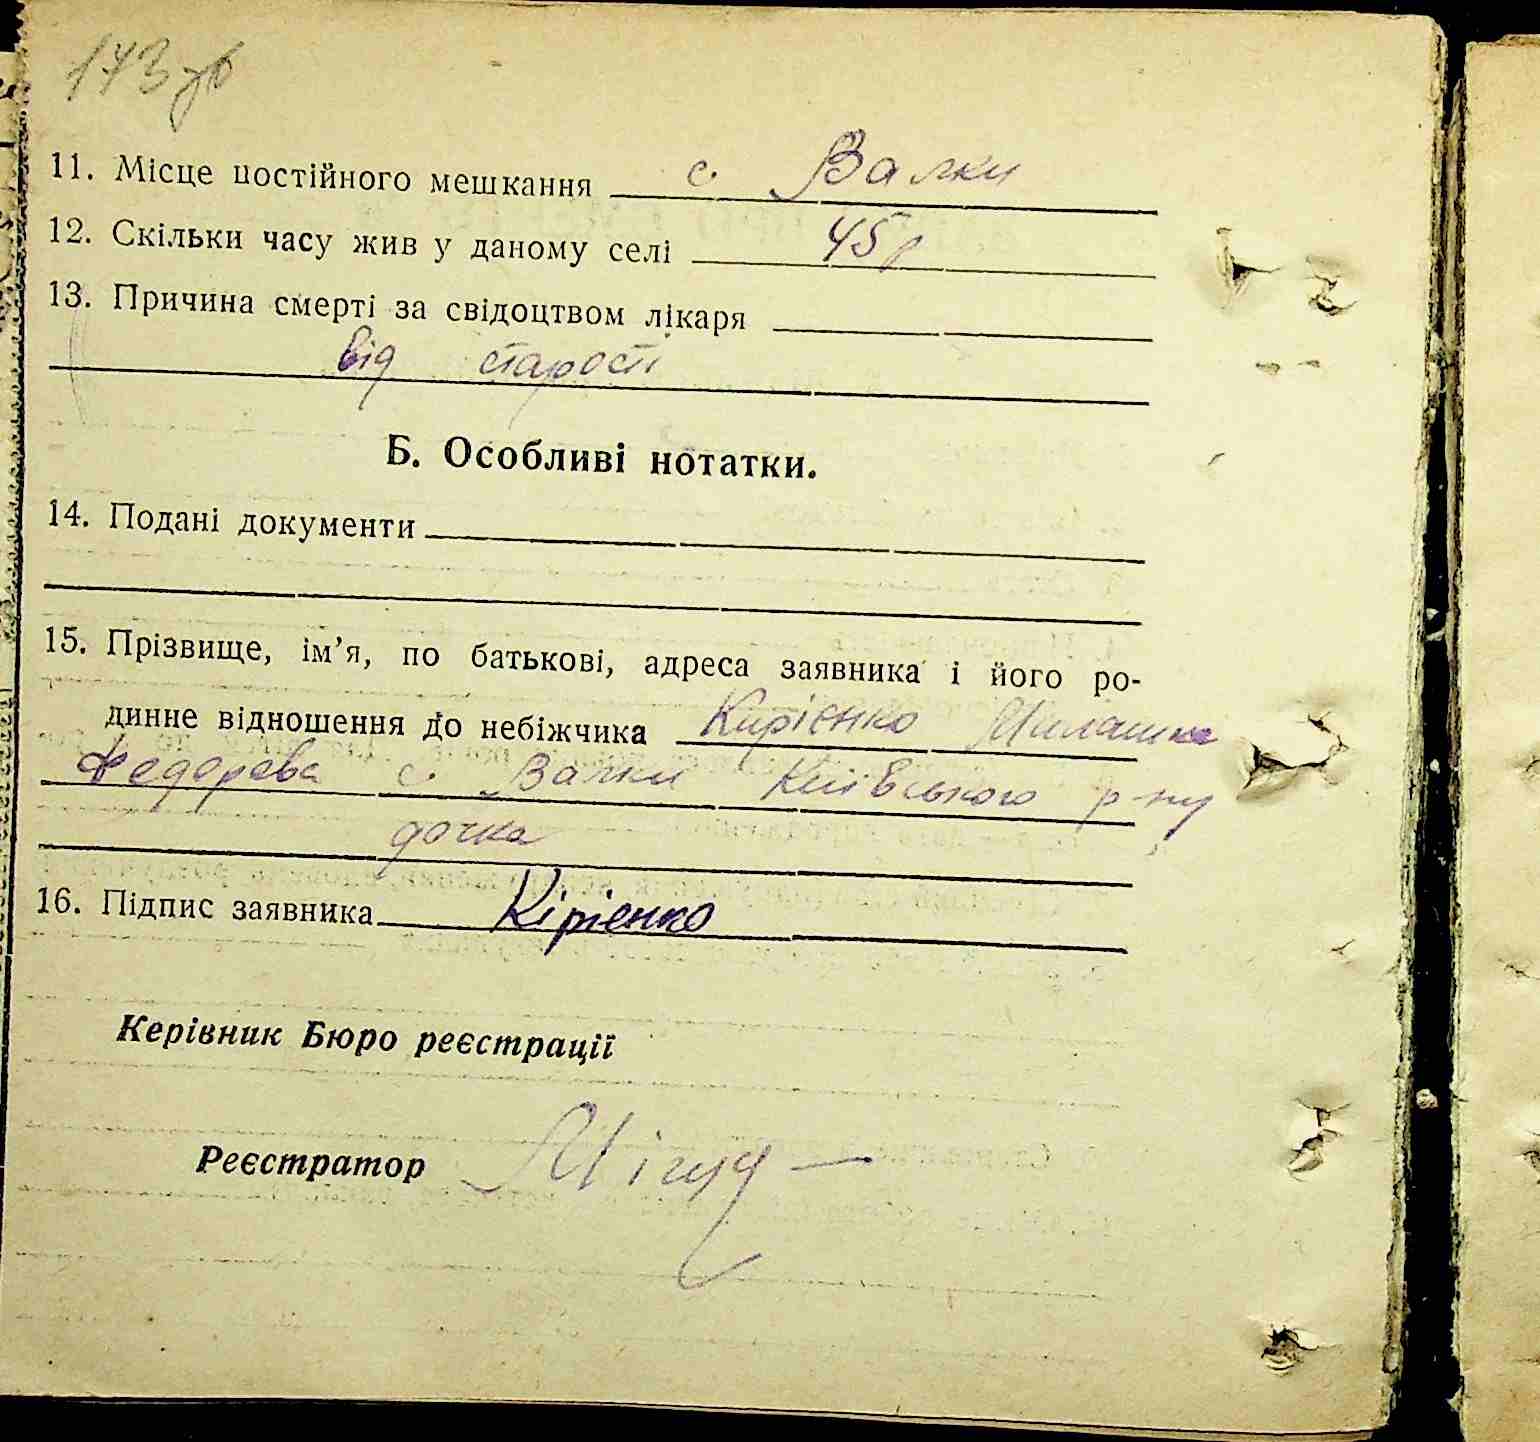 173 зв
11. Місце постійного мешкання с. Валки
12. Скільки часу жив у даному селі 45 р
13. Причина смерті за свідоцтвом лікаря
від старості
Б. Особливі нотатки.
14. Подані документи
15. Прізвище, ім’я, по батькові, адреса заявника і його ро-
динне відношення до небіжчика Кирієнко Милашка
Федорова с. Валки Київського р-ну
дочка
16. Підпис заявника Кірієнко
Керівник Бюро реєстрації
Реєстратор